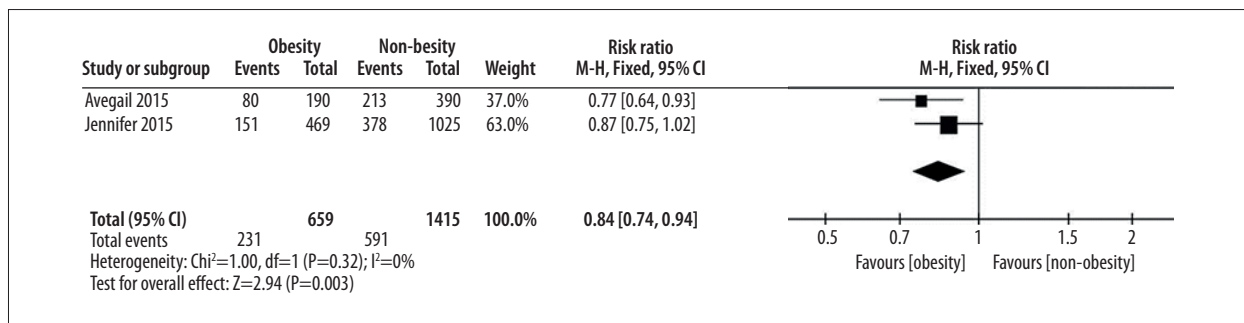 Obesity Non-besity Risk ratio Risk ratio
Study or subgroup Events Total Events Total Weight M-H, Fixed, 95% CI M-H, Fixed, 95% CI
Avegail 2015 80 190 213 390 37.0% 0.77 [0.64, 0.93]
Jennifer 2015 151 469 378 1025 63.0% 0.87 [0.75, 1.02]
Total (95% CI) 659 1415 100.0% 0.84 [0.74, 0.94]
Total events 231 591
Heterogeneity: Chi²=1.00, df=1 (P=0.32); I²=0%
Test for overall effect: Z=2.94 (P=0.003)
0.5 0.7 1 1.5 2
Favours [obesity] Favours [non-obesity]